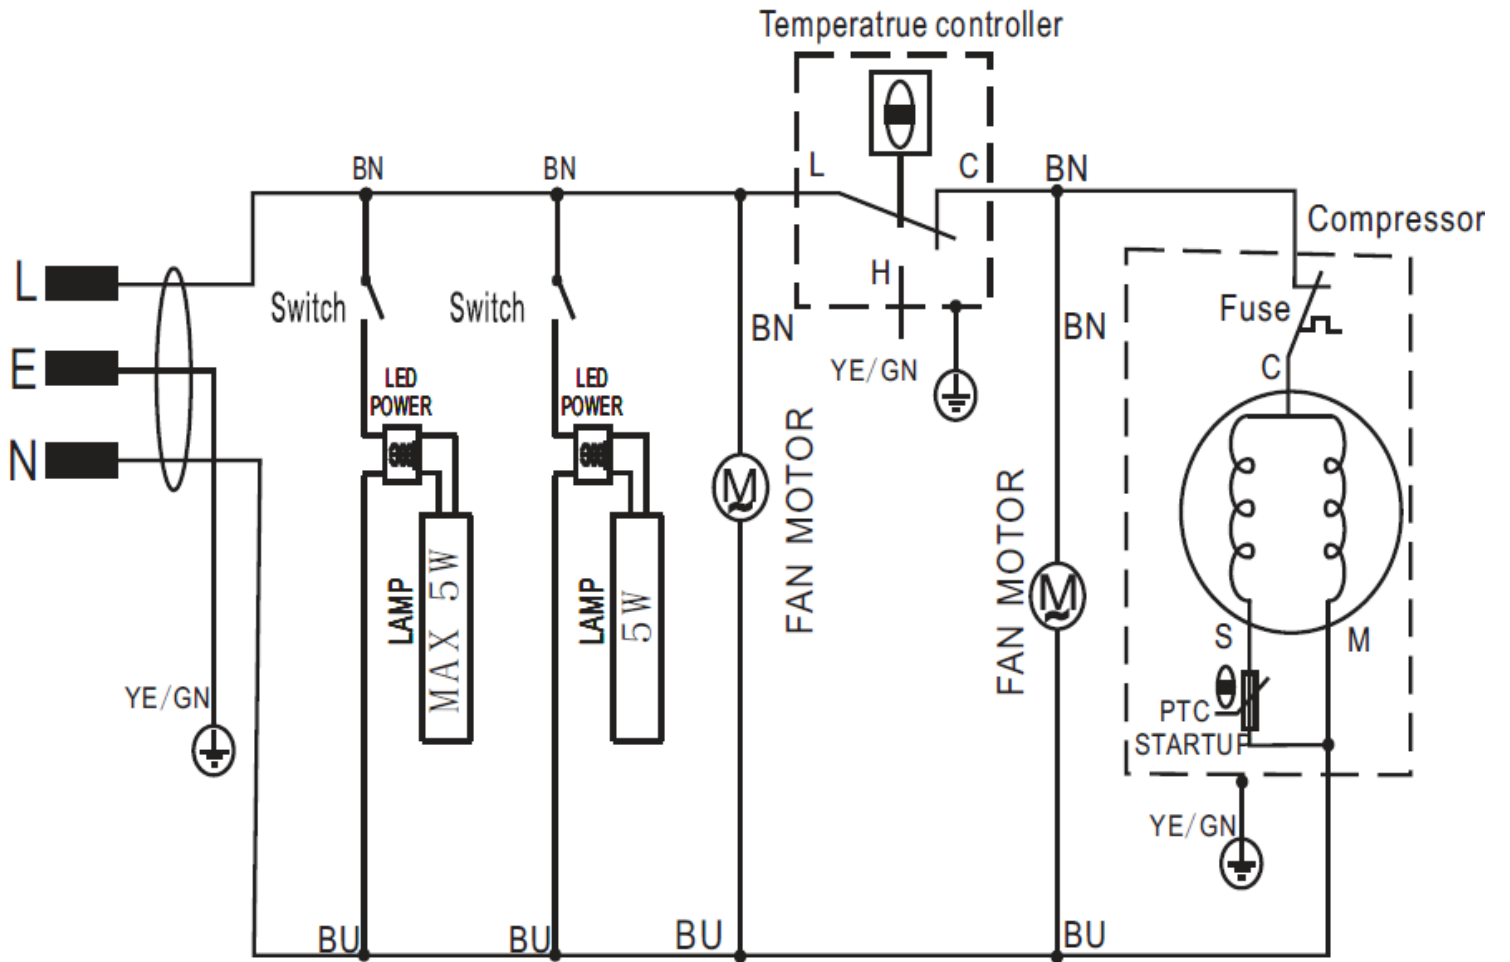 Temperatrue controller
L
C
BN
BN
BN
Compressor
L
H
Switch
Switch
Fuse
BN
BN
E
YE/GN
C
LED
POWER
LED
POWER
N
M
FAN MOTOR
M
FAN MOTOR
LAMP
MAX 5W
LAMP
5W
S
M
YE/GN
PTC
STARTUP
YE/GN
BU
BU
BU
BU